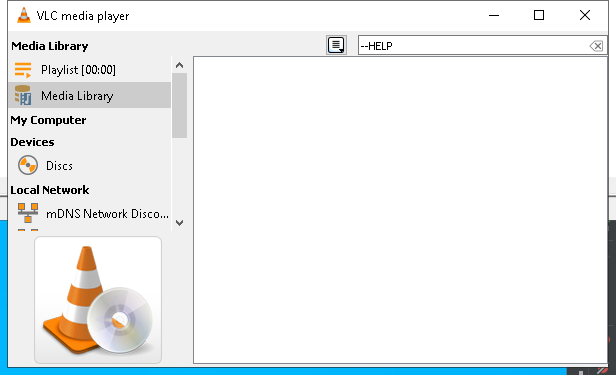 VLC media player
Media Library
--HELP
Playlist [00:00]
Media Library
My Computer
Devices
Discs
Local Network
mDNS Network Disco...